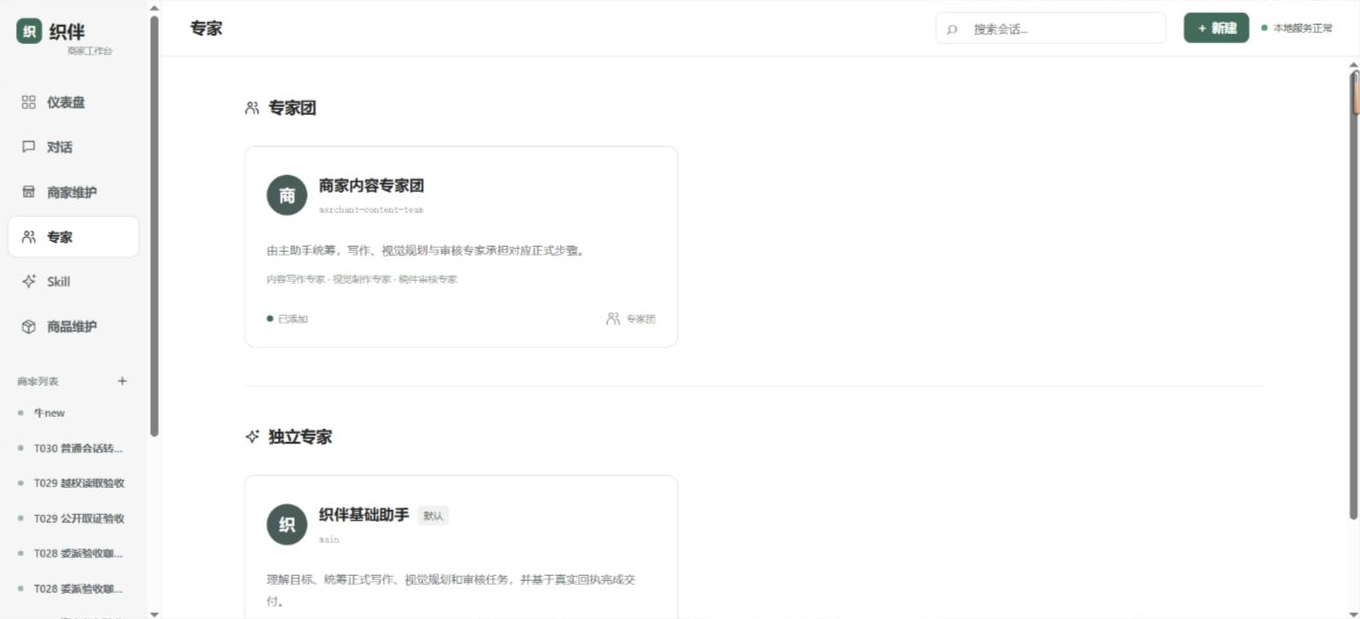 织 织伴
商家工作台
仪表盘
对话
商家维护
专家
Skill
商品维护
商家列表 +
牛new
T030 普通会话转...
T029 越权读取验收
T029 公开取证验收
T028 委派验收咖...
T028 委派验收咖...
专家
搜索会话...
+ 新建
本地服务正常
专家团
商 商家内容专家团
merchant-content-team
由主助手统筹，写作、视觉规划与审核专家承担对应正式步骤。
内容写作专家 · 视觉制作专家 · 稿件审核专家
已添加
专家团
独立专家
织 织伴基础助手 默认
main
理解目标、统筹正式写作、视觉规划和审核任务，并基于真实回执完成交
付。